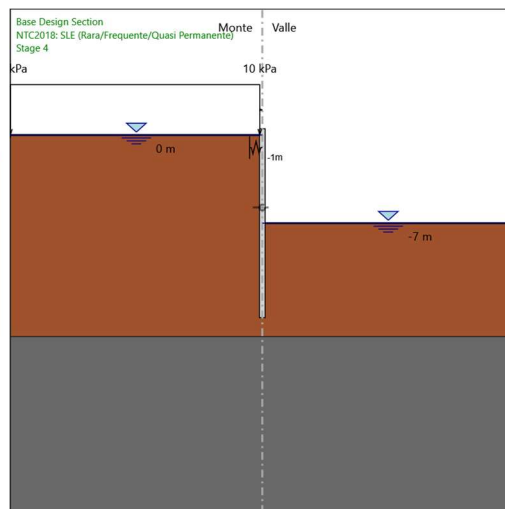 Base Design Section
Monte Valle
NTC2018: SLE (Rara/Frequente/Quasi Permanente)
Stage 4
kPa
10 kPa
0 m
-1m
-7 m